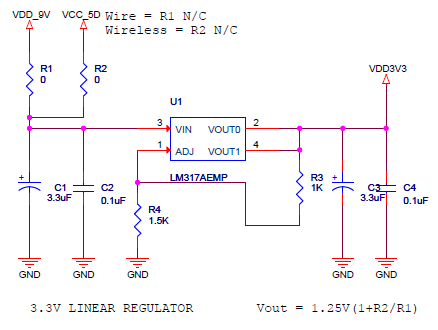 VDD_9V VCC_5D Wire = R1 N/C
Wireless = R2 N/C
R1
0
R2
0
VDD3V3
U1
3 VIN VOUT0 2
1 ADJ VOUT1 4
LM317AEMP
C1
3.3uF
C2
0.1uF
R4
1.5K
R3
1K
C3
3.3uF
C4
0.1uF
GND GND GND GND GND
3.3V LINEAR REGULATOR Vout = 1.25V(1+R2/R1)